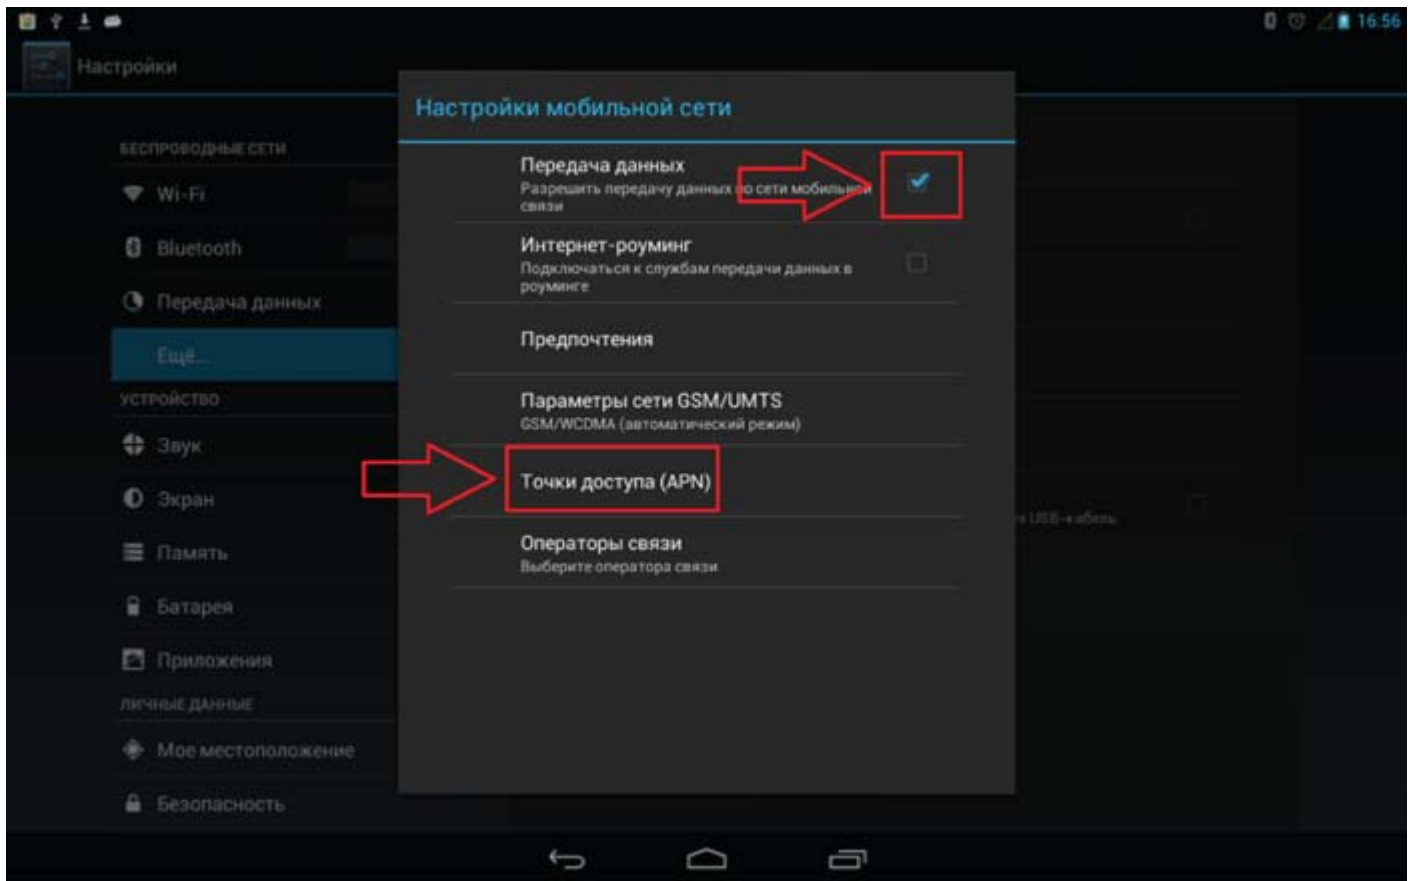 16:56
Настройки
Настройки мобильной сети
БЕСПРОВОДНЫЕ СЕТИ
Wi-Fi
Bluetooth
Передача данных
Ещё...
УСТРОЙСТВО
Звук
Экран
Память
Батарея
Приложения
ЛИЧНЫЕ ДАННЫЕ
Мое местоположение
Безопасность
Передача данных
Разрешить передачу данных по сети мобильной
связи
Интернет-роуминг
Подключаться к службам передачи данных в
роуминге
Предпочтения
Параметры сети GSM/UMTS
GSM/WCDMA (автоматический режим)
Точки доступа (APN)
Операторы связи
Выберите оператора связи
USB-кабель